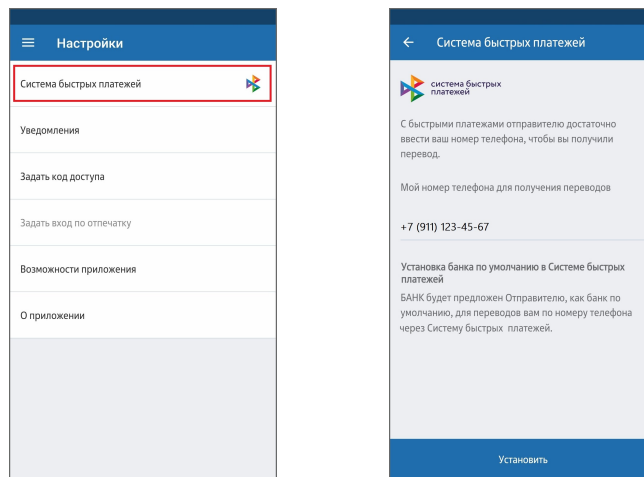 Настройки
Система быстрых платежей
Уведомления
Задать код доступа
Задать вход по отпечатку
Возможности приложения
О приложении
Система быстрых платежей
система быстрых
платежей
С быстрыми платежами отправителю достаточно
ввести ваш номер телефона, чтобы вы получили
перевод.
Мой номер телефона для получения переводов
+7 (911) 123-45-67
Установка банка по умолчанию в Системе быстрых
платежей
БАНК будет предложен Отправителю, как банк по
умолчанию, для переводов вам по номеру телефона
через Систему быстрых платежей.
Установить